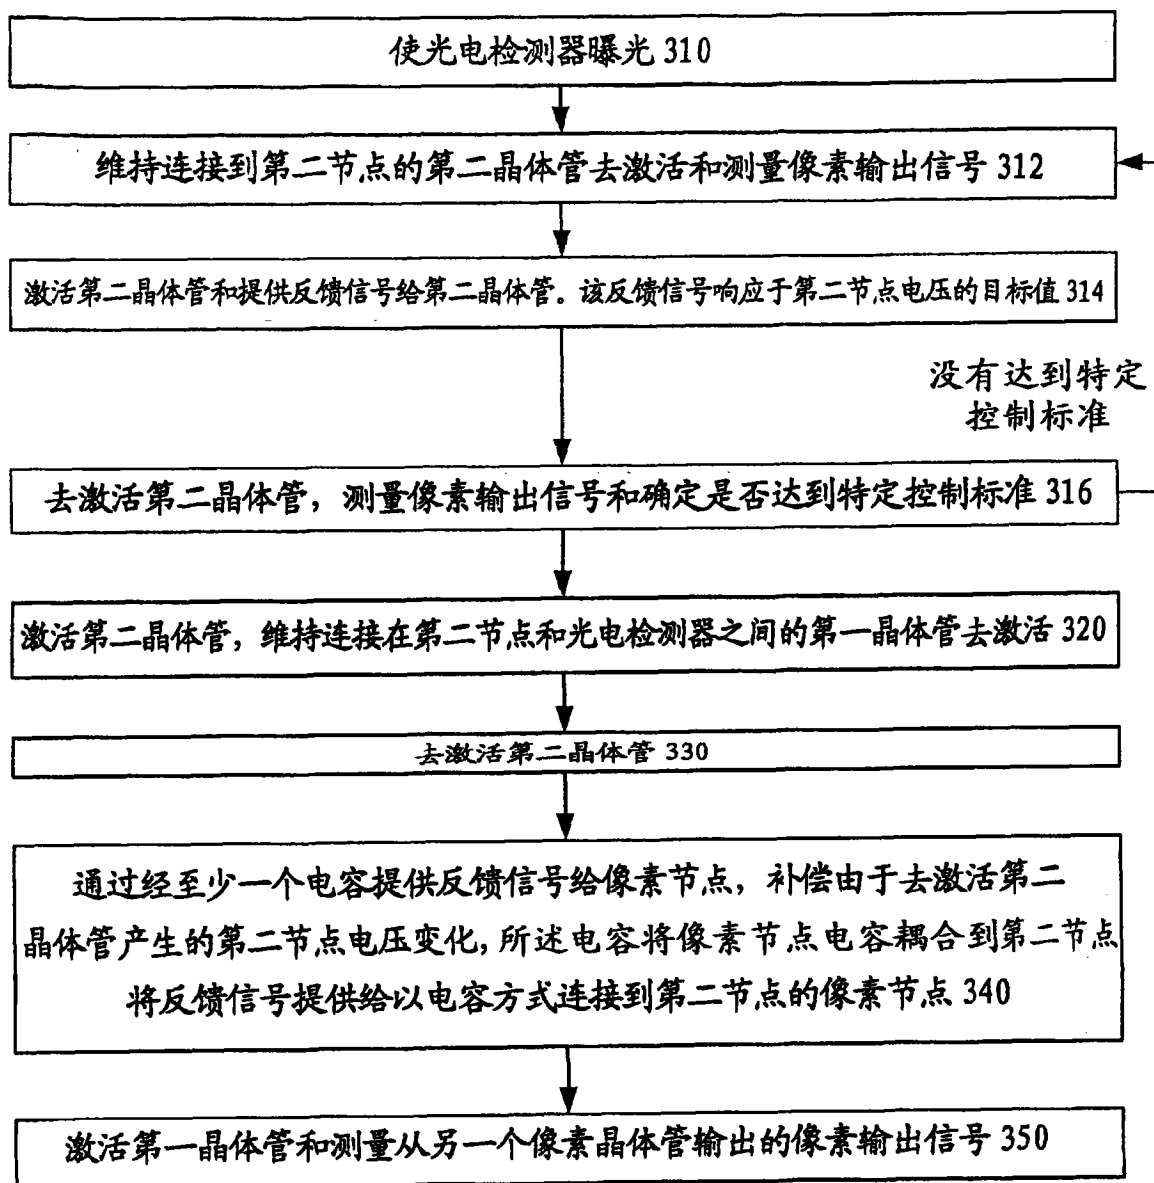 使光电检测器曝光 310
维持连接到第二节点的第二晶体管去激活和测量像素输出信号 312
激活第二晶体管和提供反馈信号给第二晶体管。该反馈信号响应于第二节点电压的目标值 314
没有达到特定
控制标准
去激活第二晶体管，测量像素输出信号和确定是否达到特定控制标准 316
激活第二晶体管，维持连接在第二节点和光电检测器之间的第一晶体管去激活 320
去激活第二晶体管 330
通过经至少一个电容提供反馈信号给像素节点，补偿由于去激活第二
晶体管产生的第二节点电压变化，所述电容将像素节点电容耦合到第二节点
将反馈信号提供给以电容方式连接到第二节点的像素节点 340
激活第一晶体管和测量从另一个像素晶体管输出的像素输出信号 350